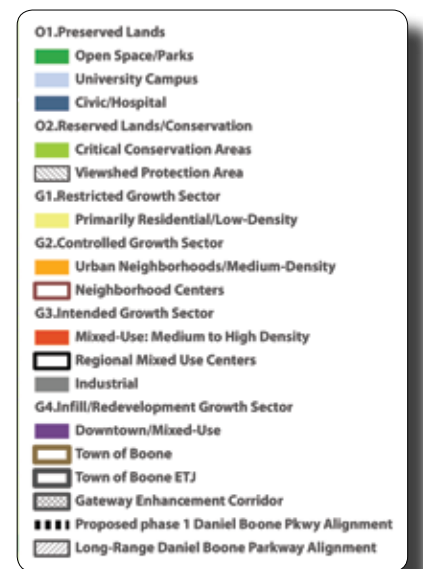 O1.Preserved Lands
Open Space/Parks
University Campus
Civic/Hospital
O2.Reserved Lands/Conservation
Critical Conservation Areas
Viewshed Protection Area
G1.Restricted Growth Sector
Primarily Residential/Low-Density
G2.Controlled Growth Sector
Urban Neighborhoods/Medium-Density
Neighborhood Centers
G3.Intended Growth Sector
Mixed-Use: Medium to High Density
Regional Mixed Use Centers
Industrial
G4.Infill/Redevelopment Growth Sector
Downtown/Mixed-Use
Town of Boone
Town of Boone ETJ
Gateway Enhancement Corridor
Proposed phase 1 Daniel Boone Pkwy Alignment
Long-Range Daniel Boone Parkway Alignment